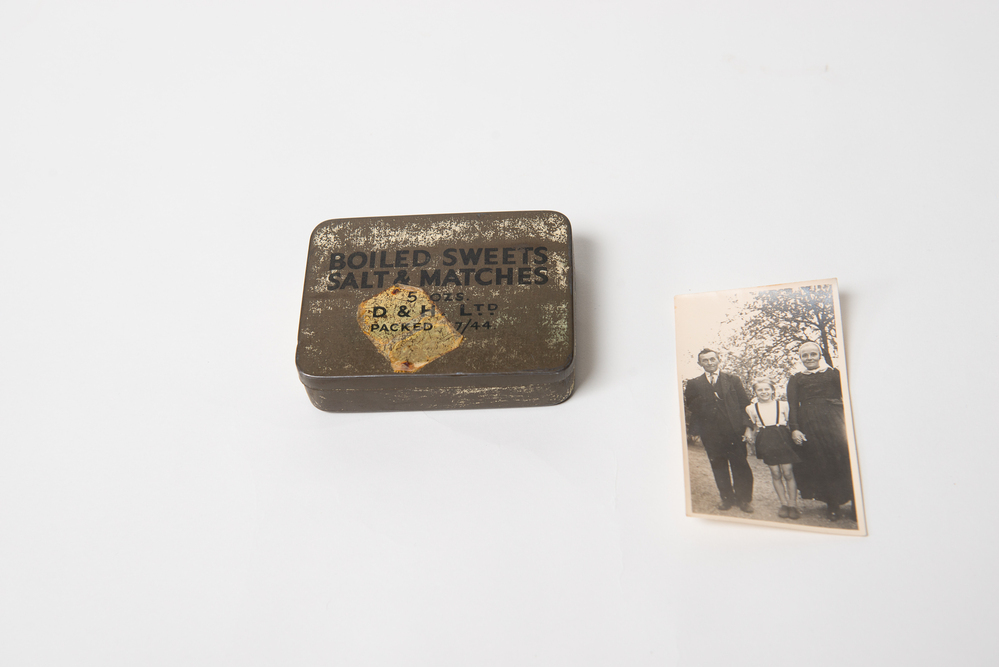 BOILED SWEETS
SALT & MATCHES
5 OZS.
D & H LTD
PACKED 7/44